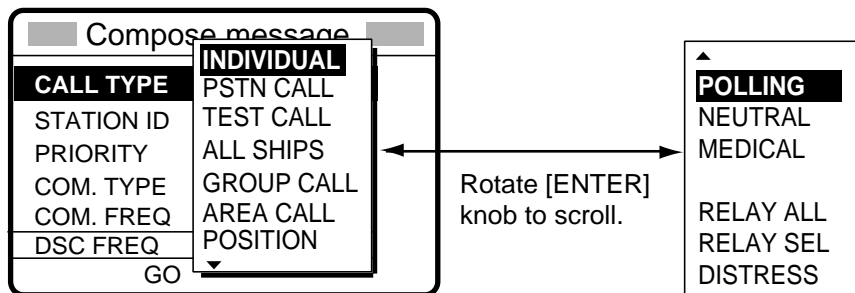 Compose message
CALL TYPE
STATION ID
PRIORITY
COM. TYPE
COM. FREQ
DSC FREQ
GO
INDIVIDUAL
PSTN CALL
TEST CALL
ALL SHIPS
GROUP CALL
AREA CALL
POSITION
Rotate [ENTER]
knob to scroll.
POLLING
NEUTRAL
MEDICAL
RELAY ALL
RELAY SEL
DISTRESS